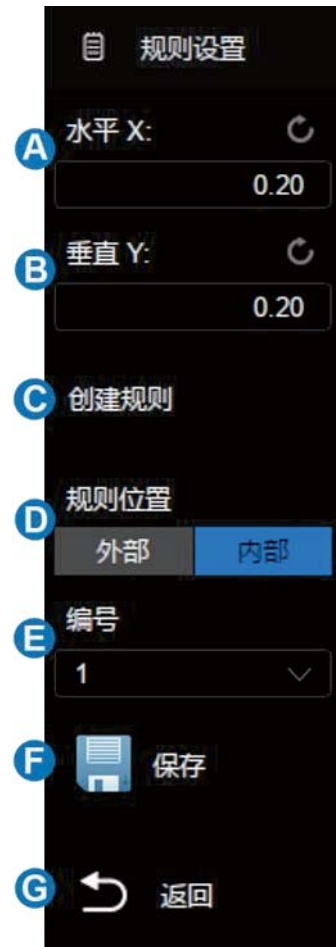 规则设置
A
水平 X:
0.20
B
垂直 Y:
0.20
C 创建规则
规则位置
D
外部 内部
编号
E
1
F 保存
G 返回